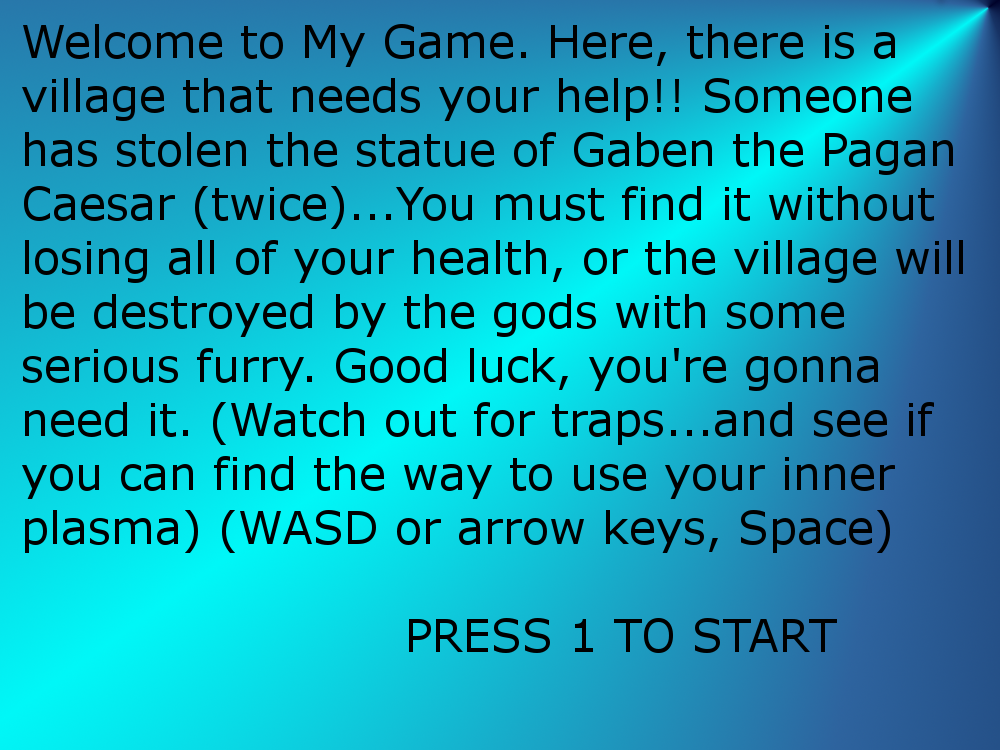 Welcome to My Game. Here, there is a
village that needs your help!! Someone
has stolen the statue of Gaben the Pagan
Caesar (twice)...You must find it without
losing all of your health, or the village will
be destroyed by the gods with some
serious furry. Good luck, you're gonna
need it. (Watch out for traps...and see if
you can find the way to use your inner
plasma) (WASD or arrow keys, Space)
PRESS 1 TO START